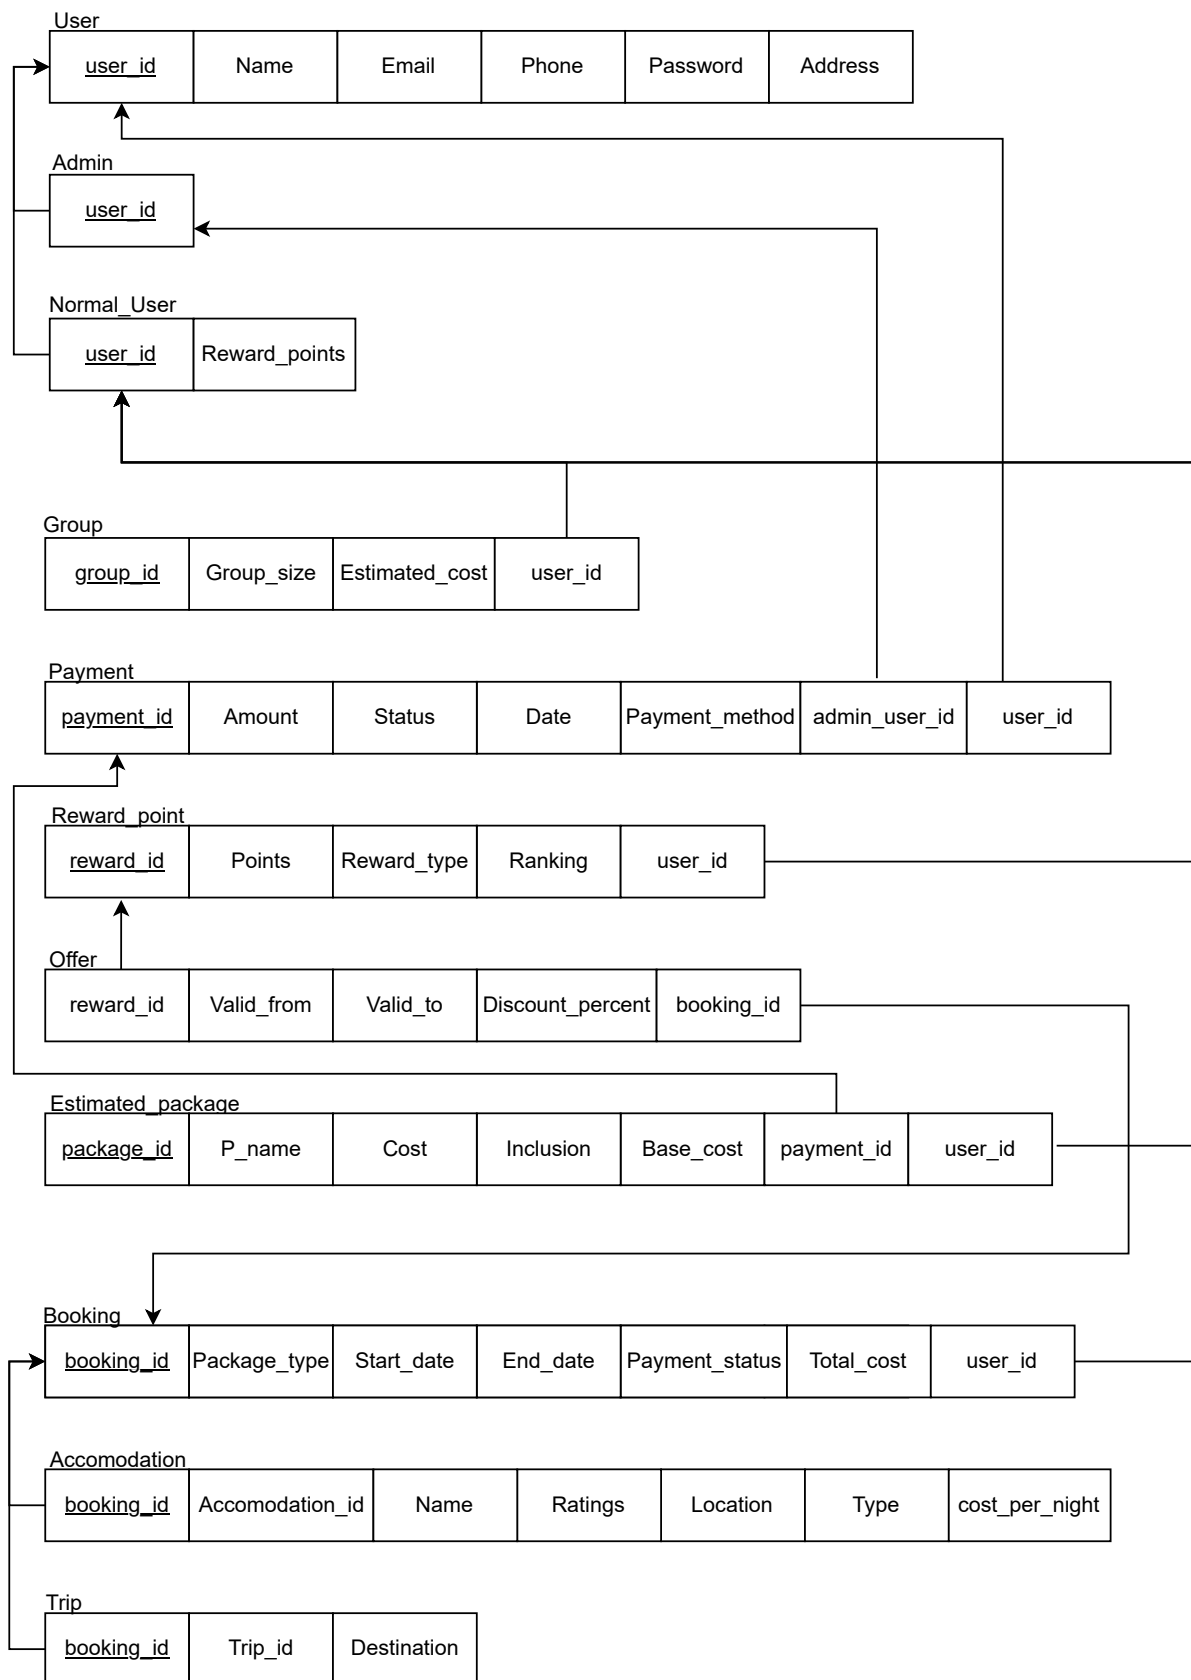 User
user_id Name Email Phone Password Address
Admin
user_id
Normal_User
user_id Reward_points
Group
group_id Group_size Estimated_cost user_id
Payment
payment_id Amount Status Date Payment_method admin_user_id user_id
Reward_point
reward_id Points Reward_type Ranking user_id
Offer
reward_id Valid_from Valid_to Discount_percent booking_id
Estimated_package
package_id P_name Cost Inclusion Base_cost payment_id user_id
Booking
booking_id Package_type Start_date End_date Payment_status Total_cost user_id
Accomodation
booking_id Accomodation_id Name Ratings Location Type cost_per_night
Trip
booking_id Trip_id Destination